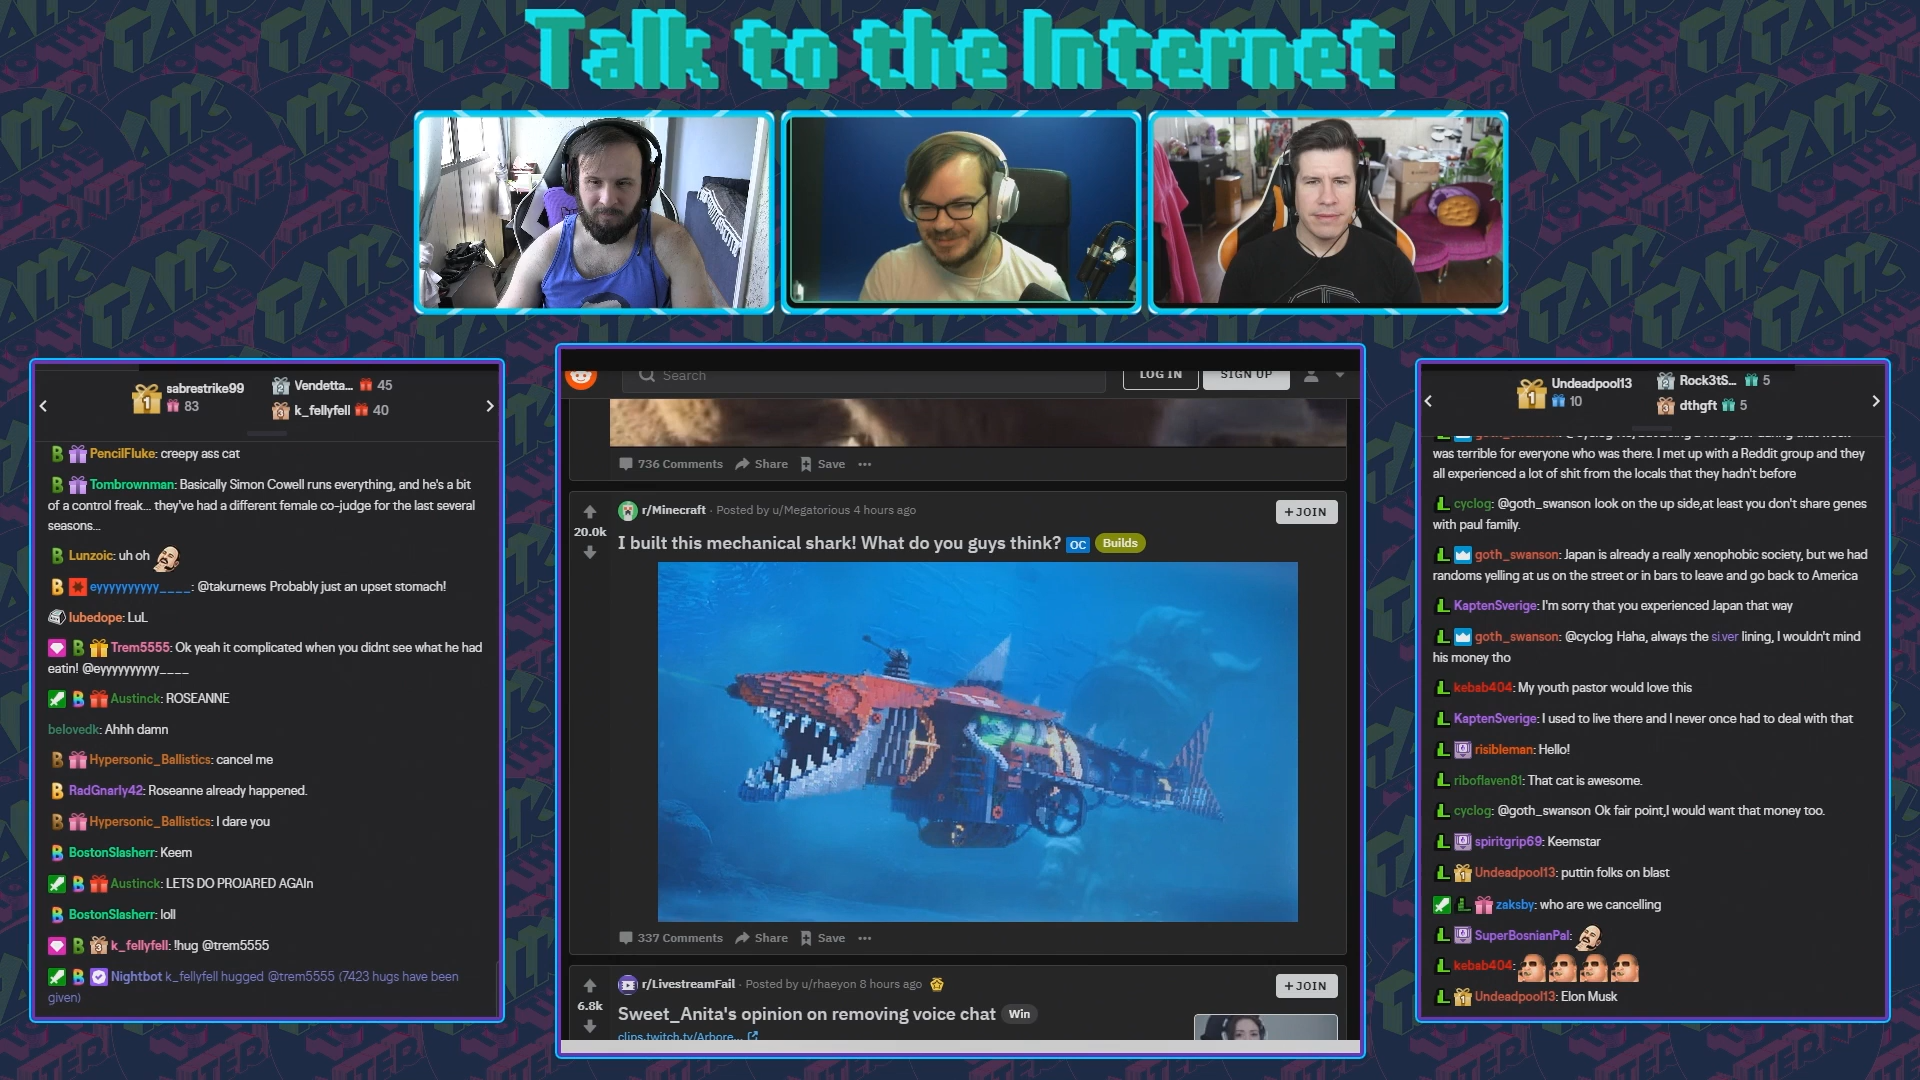 Talk to the Internet
sabrestrike99
83
Vendetta... 45
k_fellyfell 40
PencilFluke: creepy ass cat
Tombrownman: Basically Simon Cowell runs everything, and he's a bit
of a control freak... they've had a different female co-judge for the last several
seasons...
Lunzoic: uh oh
eyyyyyyyyyy____: @takurnews Probably just an upset stomach!
lubedope: LuL
Trem5555: Ok yeah it complicated when you didnt see what he had
eatin! @eyyyyyyyyyy____
Austinck: ROSEANNE
belovedk: Ahhh damn
Hypersonic_Ballistics: cancel me
RadGnarly42: Roseanne already happened.
Hypersonic_Ballistics: I dare you
BostonSlasherr: Keem
Austinck: LETS DO PROJARED AGAIn
BostonSlasherr: loll
k_fellyfell: !hug @trem5555
Nightbot k_fellyfell hugged @trem5555 (7423 hugs have been
given)
Search
LOG IN
SIGN UP
736 Comments Share Save
20.0k
r/Minecraft · Posted by u/Megatorious 4 hours ago
+ JOIN
I built this mechanical shark! What do you guys think? OC Builds
337 Comments Share Save
6.8k
r/LivestreamFail · Posted by u/rhaeyon 8 hours ago
+ JOIN
Sweet_Anita's opinion on removing voice chat Win
clips.twitch.tv/Arbore...
Undeadpool13
10
Rock3tS... 5
dthgft 5
was terrible for everyone who was there. I met up with a Reddit group and they
all experienced a lot of shit from the locals that they hadn't before
cyclog: @goth_swanson look on the up side,at least you don't share genes
with paul family.
goth_swanson: Japan is already a really xenophobic society, but we had
randoms yelling at us on the street or in bars to leave and go back to America
KaptenSverige: I'm sorry that you experienced Japan that way
goth_swanson: @cyclog Haha, always the si.ver lining, I wouldn't mind
his money tho
kebab404: My youth pastor would love this
KaptenSverige: I used to live there and I never once had to deal with that
risibleman: Hello!
riboflaven81: That cat is awesome.
cyclog: @goth_swanson Ok fair point,I would want that money too.
spiritgrip69: Keemstar
Undeadpool13: puttin folks on blast
zaksby: who are we cancelling
SuperBosnianPal:
kebab404:
Undeadpool13: Elon Musk